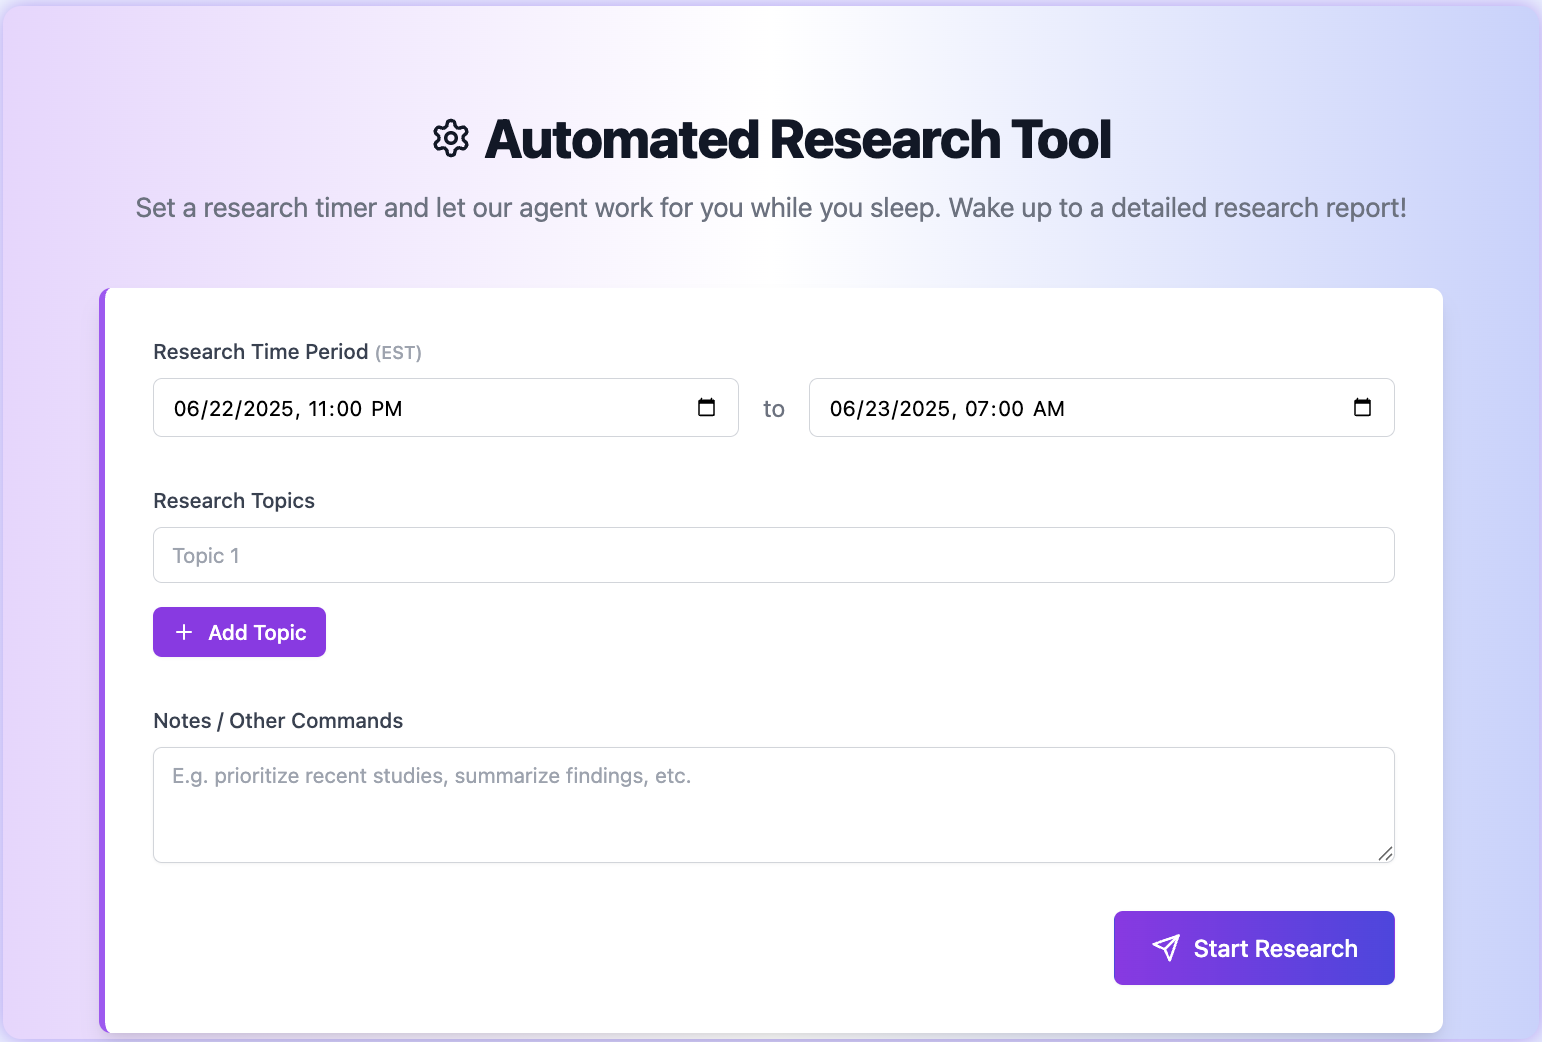 Automated Research Tool
Set a research timer and let our agent work for you while you sleep. Wake up to a detailed research report!
Research Time Period (EST)
06/22/2025, 11:00 PM to 06/23/2025, 07:00 AM
Research Topics
Topic 1
+ Add Topic
Notes / Other Commands
E.g. prioritize recent studies, summarize findings, etc.
Start Research